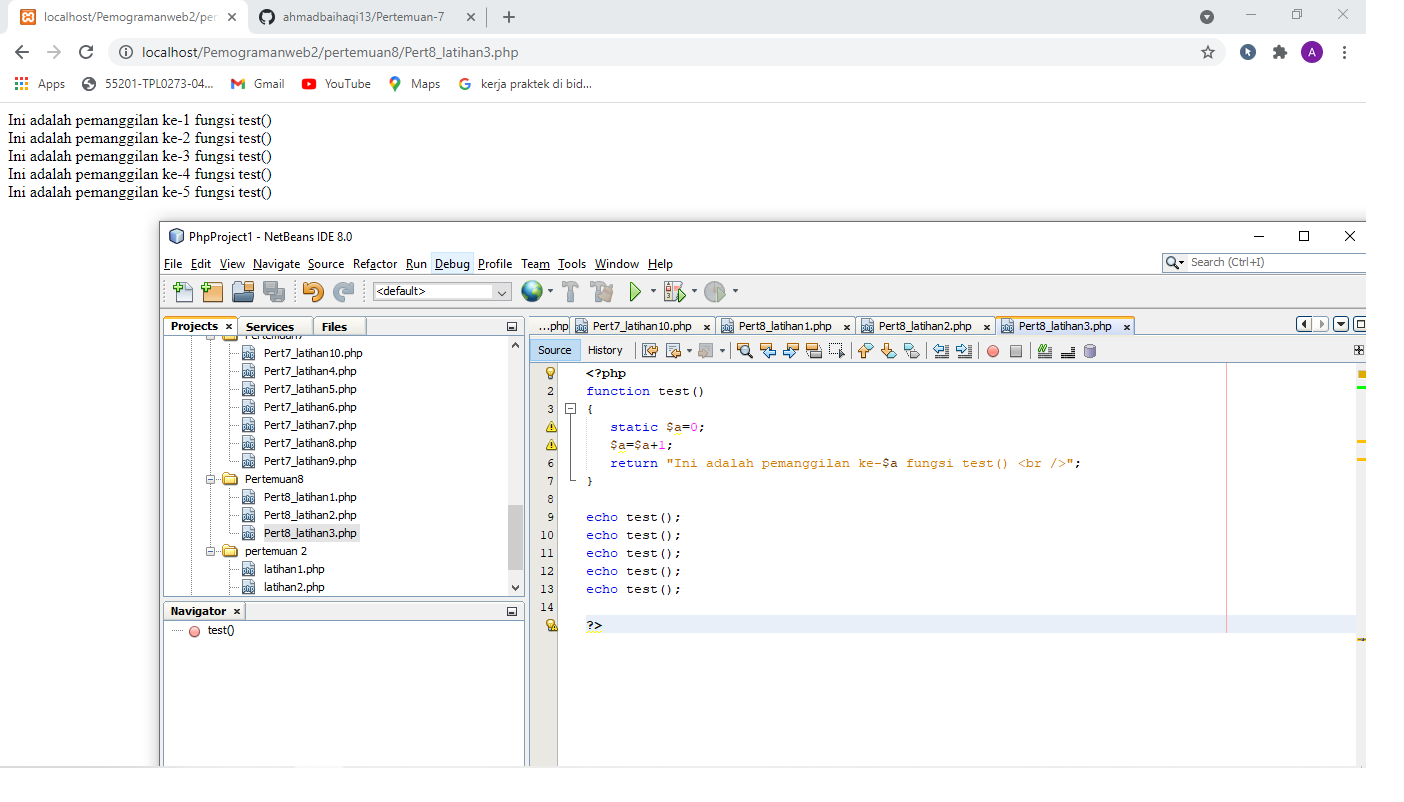 localhost/Pemogramanweb2/per
ahmadbaihaqi13/Pertemuan-7
localhost/Pemogramanweb2/pertemuan8/Pert8_latihan3.php
A
Apps
55201-TPL0273-04...
Gmail
YouTube
Maps
kerja praktek di bid...
Ini adalah pemanggilan ke-1 fungsi test()
Ini adalah pemanggilan ke-2 fungsi test()
Ini adalah pemanggilan ke-3 fungsi test()
Ini adalah pemanggilan ke-4 fungsi test()
Ini adalah pemanggilan ke-5 fungsi test()
PhpProject1 - NetBeans IDE 8.0
File Edit View Navigate Source Refactor Run Debug Profile Team Tools Window Help
Search (Ctrl+I)
<default>
Projects
Services
Files
Pertemuan7
Pert7_latihan10.php
Pert7_latihan4.php
Pert7_latihan5.php
Pert7_latihan6.php
Pert7_latihan7.php
Pert7_latihan8.php
Pert7_latihan9.php
Pertemuan8
Pert8_latihan1.php
Pert8_latihan2.php
Pert8_latihan3.php
pertemuan 2
latihan1.php
latihan2.php
Navigator
test()
...php
Pert7_latihan10.php
Pert8_latihan1.php
Pert8_latihan2.php
Pert8_latihan3.php
Source
History
<?php
2 function test()
3 {
static $a=0;
$a=$a+1;
6 return "Ini adalah pemanggilan ke-$a fungsi test() <br />";
7 }
8
9 echo test();
10 echo test();
11 echo test();
12 echo test();
13 echo test();
14
?>